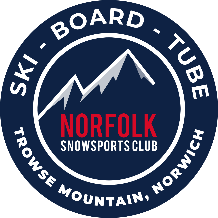 SKI - BOARD - TUBE
NORFOLK
SNOWSPORTS CLUB
TROWSE MOUNTAIN, NORWICH